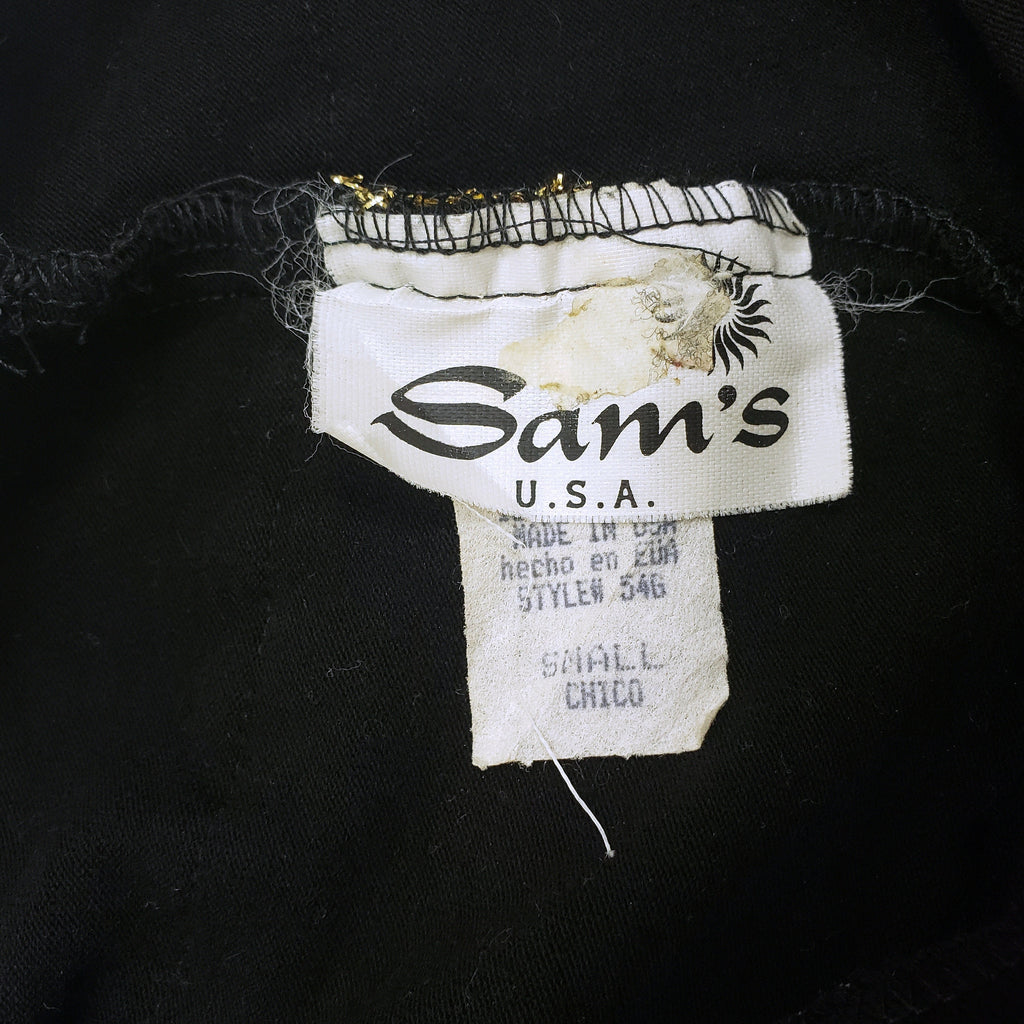 Sam's
U.S.A.
MADE IN USA
hecho en EUA
STYLE# 546
SMALL
CHICO